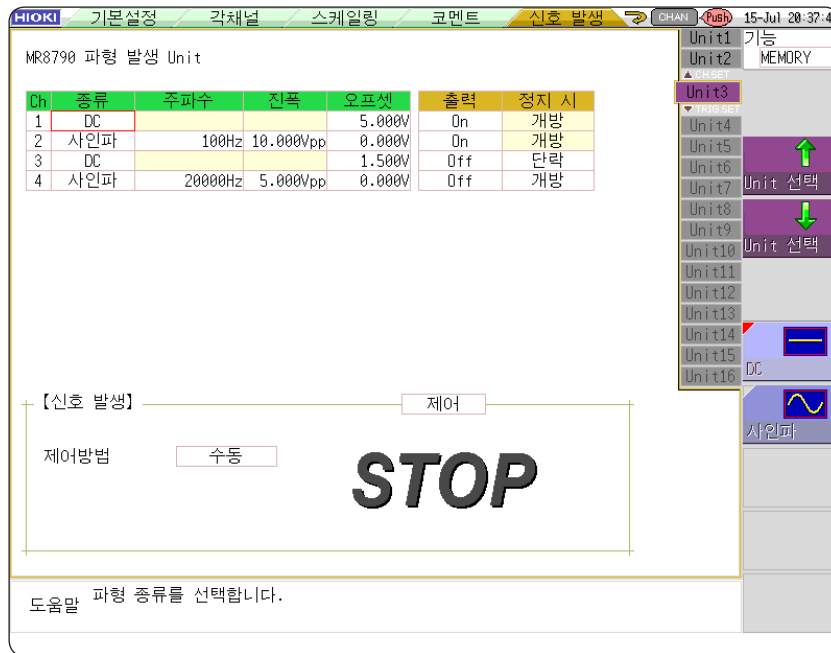 HIOKI 기본설정 각채널 스케일링 코멘트 신호 발생 CHAN Push 15-Jul 20:37:4
MR8790 파형 발생 Unit
Ch 종류 주파수 진폭 오프셋 출력 정지 시
1 DC 5.000V On 개방
2 사인파 100Hz 10.000Vpp 0.000V On 개방
3 DC 1.500V Off 단락
4 사인파 20000Hz 5.000Vpp 0.000V Off 개방
【신호 발생】 제어
제어방법 수동
STOP
도움말 파형 종류를 선택합니다.
Unit1
Unit2
▲ CH.SET
Unit3
▼ TRIG.SET
Unit4
Unit5
Unit6
Unit7
Unit8
Unit9
Unit10
Unit11
Unit12
Unit13
Unit14
Unit15
Unit16
기능
MEMORY
Unit 선택
Unit 선택
DC
사인파